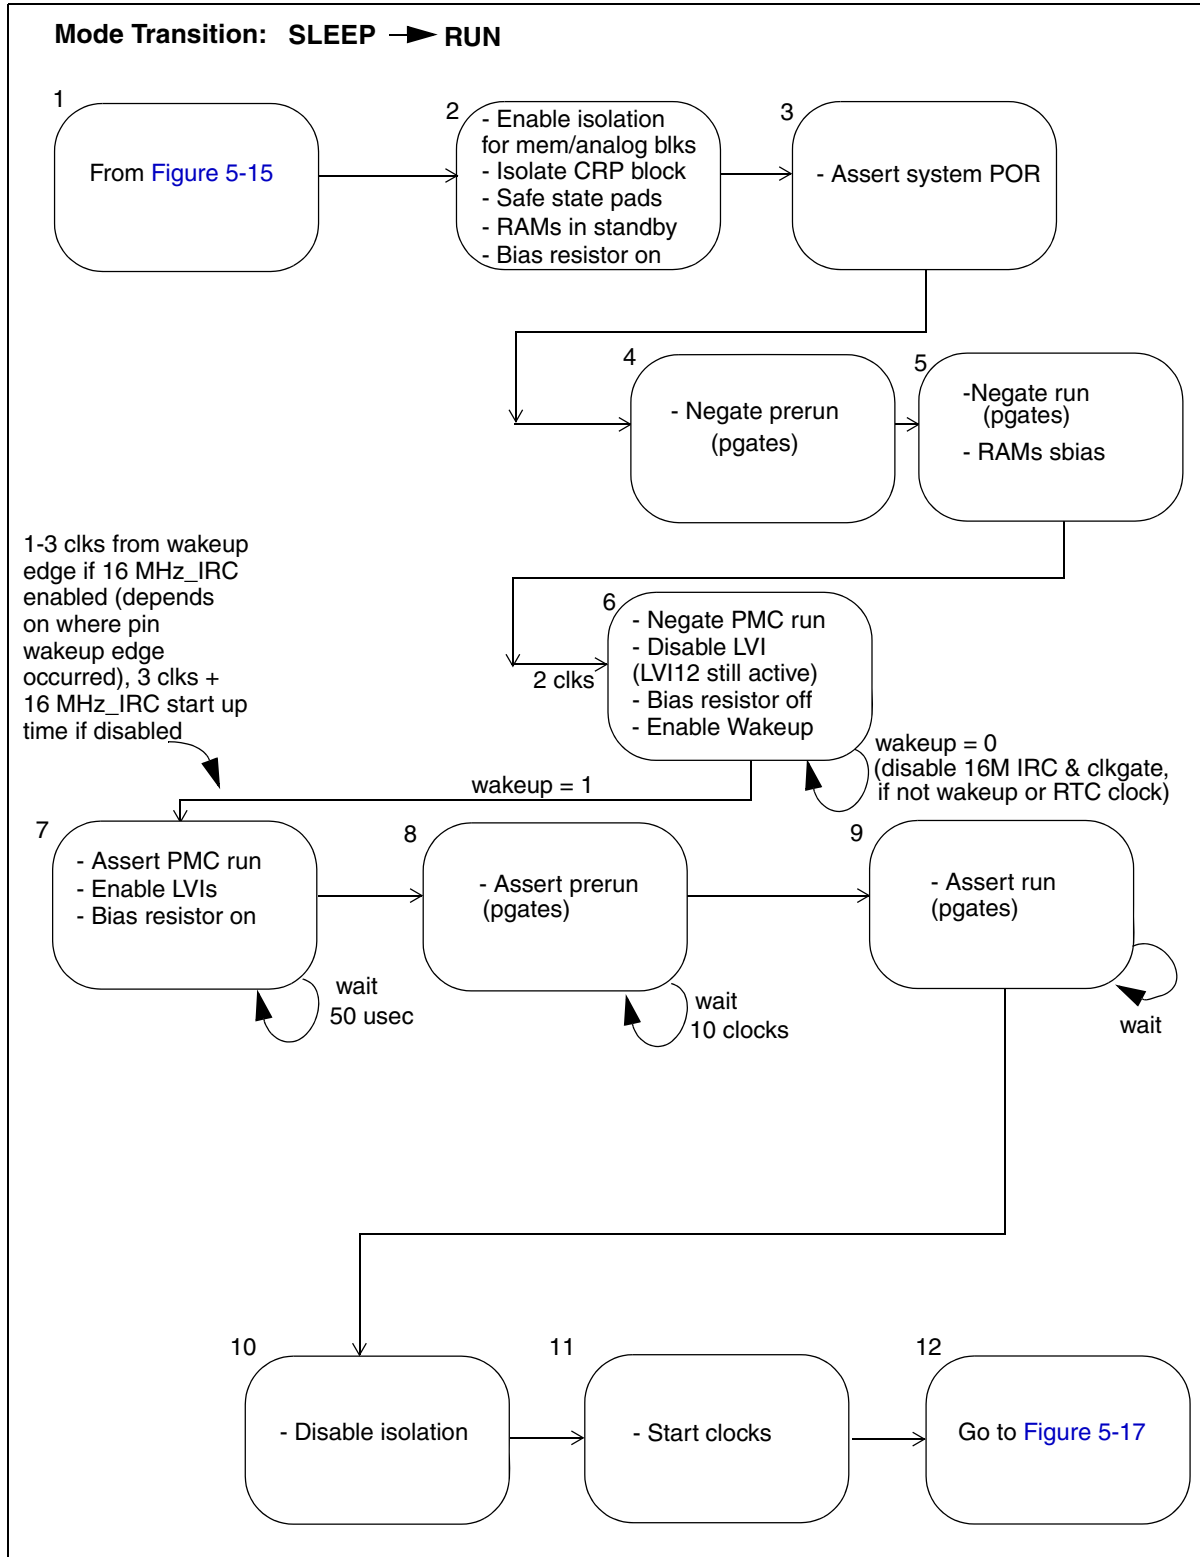 Mode Transition: SLEEP RUN
1
From Figure 5-15
2
- Enable isolation
for mem/analog blks
- Isolate CRP block
- Safe state pads
- RAMs in standby
- Bias resistor on
3
- Assert system POR
4
- Negate prerun
(pgates)
5
-Negate run
(pgates)
- RAMs sbias
1-3 clks from wakeup
edge if 16 MHz_IRC
enabled (depends
on where pin
wakeup edge
occurred), 3 clks +
16 MHz_IRC start up
time if disabled
2 clks
6
- Negate PMC run
- Disable LVI
(LVI12 still active)
- Bias resistor off
- Enable Wakeup
wakeup = 0
(disable 16M IRC & clkgate,
if not wakeup or RTC clock)
wakeup = 1
7
- Assert PMC run
- Enable LVIs
- Bias resistor on
wait
50 usec
8
- Assert prerun
(pgates)
wait
10 clocks
9
- Assert run
(pgates)
wait
10
- Disable isolation
11
- Start clocks
12
Go to Figure 5-17